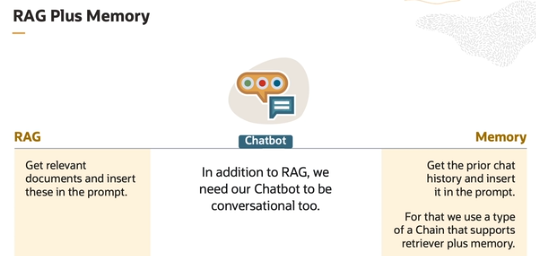 RAG Plus Memory
RAG
Get relevant
documents and insert
these in the prompt.
Chatbot
In addition to RAG, we
need our Chatbot to be
conversational too.
Memory
Get the prior chat
history and insert
it in the prompt.
For that we use a type
of a Chain that supports
retriever plus memory.